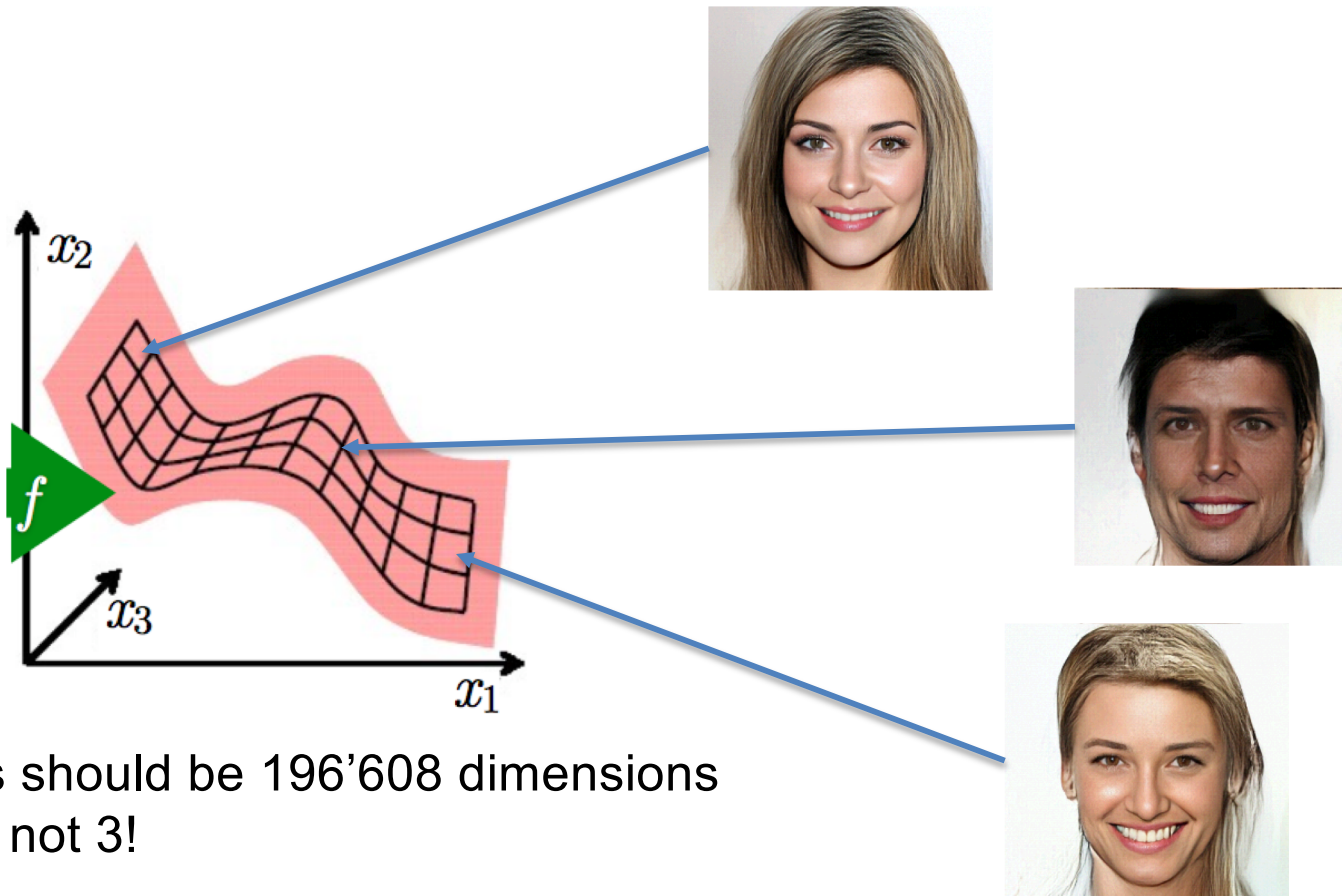 x₂
f
x₃
x₁
s should be 196’608 dimensions
not 3!